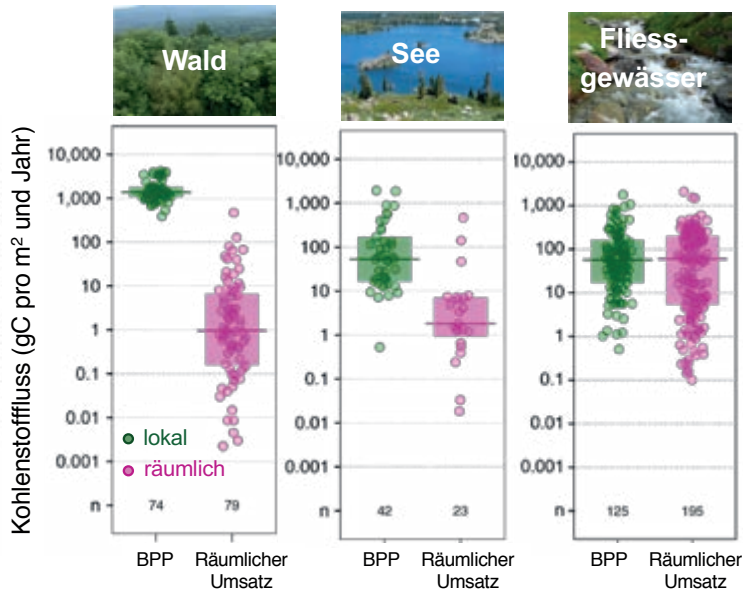 Wald
See
Fliess-
gewässer
Kohlenstofffluss (gC pro m² und Jahr)
10,000
1,000
100
10
1
0.1
0.01
0.001
n
lokal
räumlich
74
79
BPP
Räumlicher
Umsatz
10,000
1,000
100
10
1
0.1
0.01
0.001
n
42
23
BPP
Räumlicher
Umsatz
10,000
1,000
100
10
1
0.1
0.01
0.001
n
125
195
BPP
Räumlicher
Umsatz